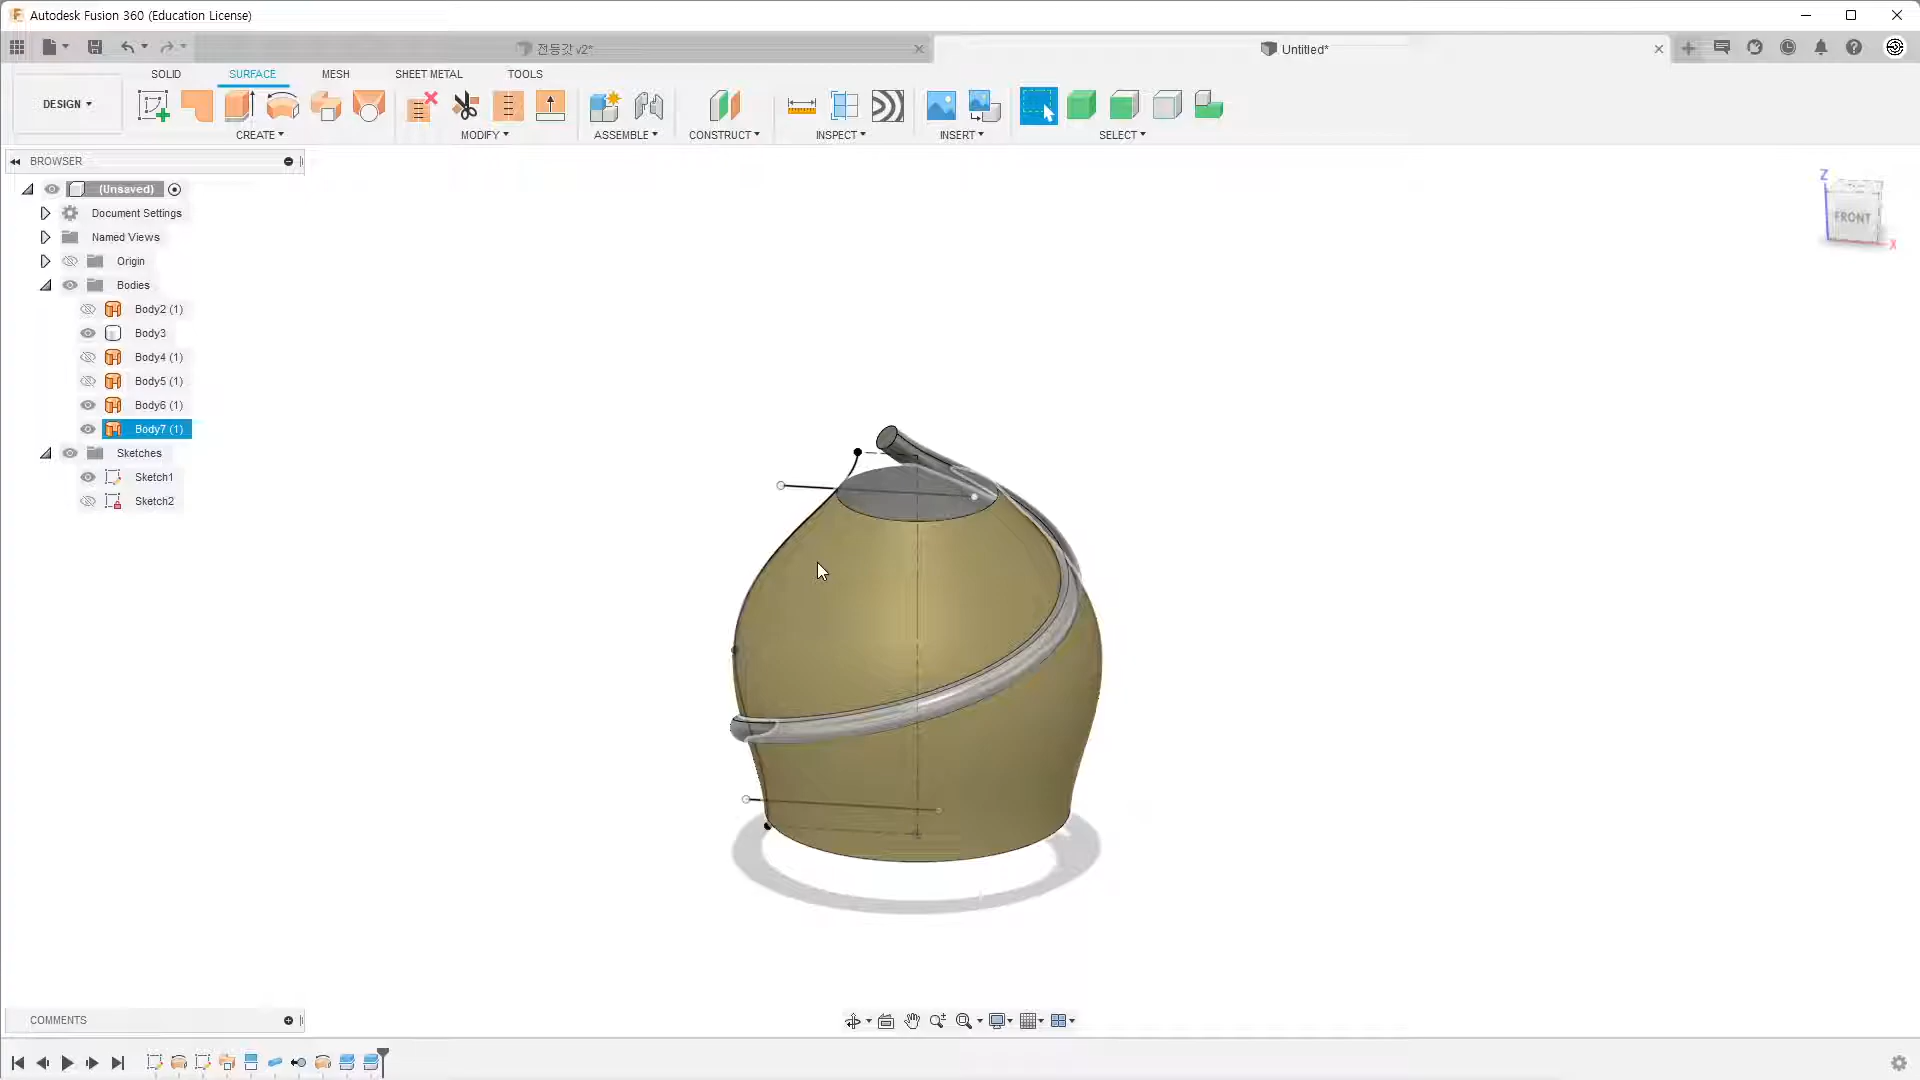 Autodesk Fusion 360 (Education License)
전등갓 v2*
Untitled*
DESIGN
SOLID
SURFACE
MESH
SHEET METAL
TOOLS
CREATE
MODIFY
ASSEMBLE
CONSTRUCT
INSPECT
INSERT
SELECT
BROWSER
(Unsaved)
Document Settings
Named Views
Origin
Bodies
Body2 (1)
Body3
Body4 (1)
Body5 (1)
Body6 (1)
Body7 (1)
Sketches
Sketch1
Sketch2
Z
FRONT
X
COMMENTS